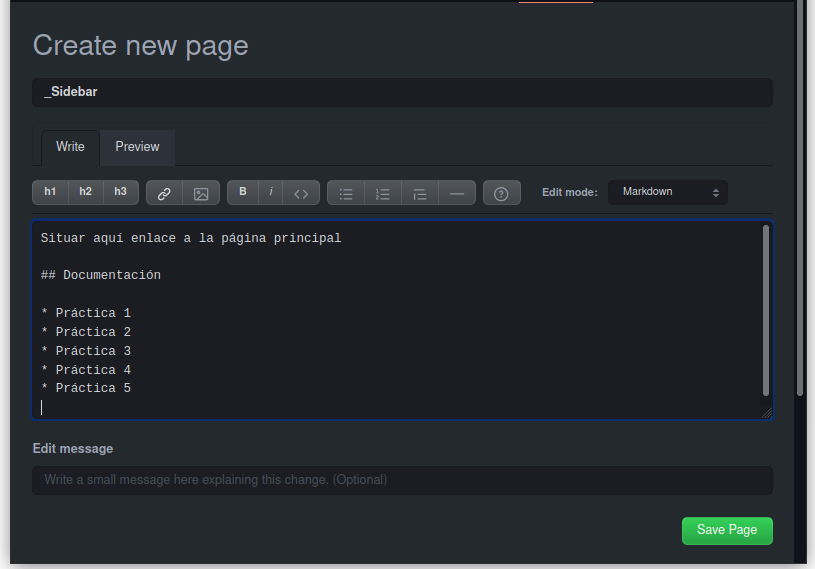 Create new page
_Sidebar
Write Preview
h1 h2 h3 B i <> ? Edit mode: Markdown
Situar aquí enlace a la página principal
## Documentación
* Práctica 1
* Práctica 2
* Práctica 3
* Práctica 4
* Práctica 5
Edit message
Write a small message here explaining this change. (Optional)
Save Page